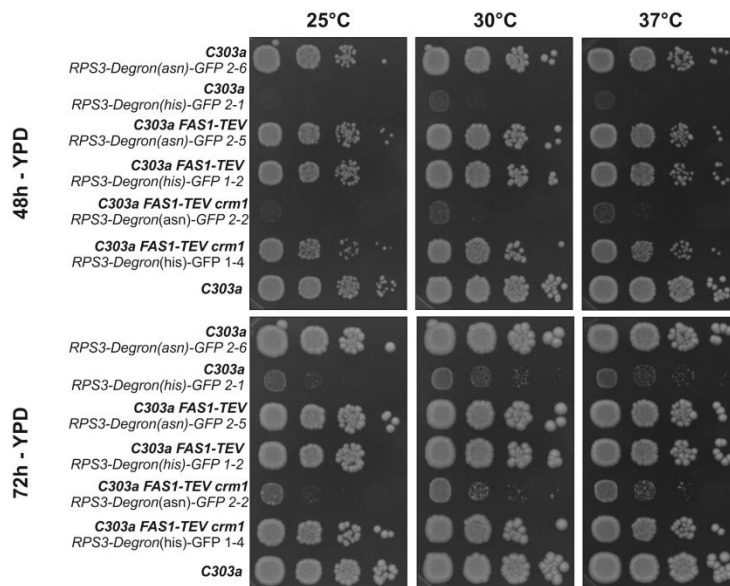 25°C 30°C 37°C
48h - YPD
C303a
RPS3-Degron(asn)-GFP 2-6
C303a
RPS3-Degron(his)-GFP 2-1
C303a FAS1-TEV
RPS3-Degron(asn)-GFP 2-5
C303a FAS1-TEV
RPS3-Degron(his)-GFP 1-2
C303a FAS1-TEV crm1
RPS3-Degron(asn)-GFP 2-2
C303a FAS1-TEV crm1
RPS3-Degron(his)-GFP 1-4
C303a
72h - YPD
C303a
RPS3-Degron(asn)-GFP 2-6
C303a
RPS3-Degron(his)-GFP 2-1
C303a FAS1-TEV
RPS3-Degron(asn)-GFP 2-5
C303a FAS1-TEV
RPS3-Degron(his)-GFP 1-2
C303a FAS1-TEV crm1
RPS3-Degron(asn)-GFP 2-2
C303a FAS1-TEV crm1
RPS3-Degron(his)-GFP 1-4
C303a